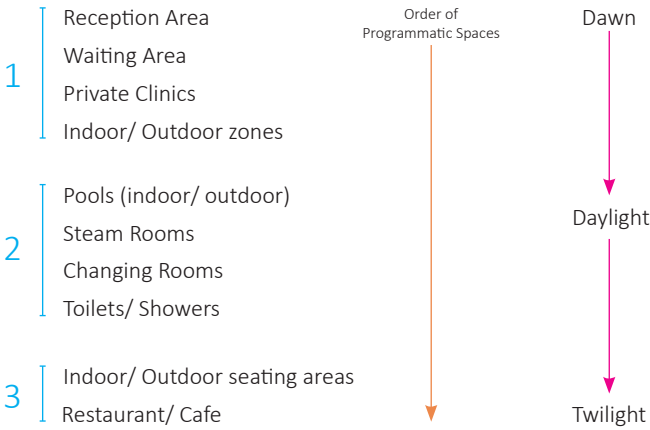 1
Reception Area
Waiting Area
Private Clinics
Indoor/ Outdoor zones
2
Pools (indoor/ outdoor)
Steam Rooms
Changing Rooms
Toilets/ Showers
3
Indoor/ Outdoor seating areas
Restaurant/ Cafe
Order of
Programmatic Spaces
Dawn
Daylight
Twilight